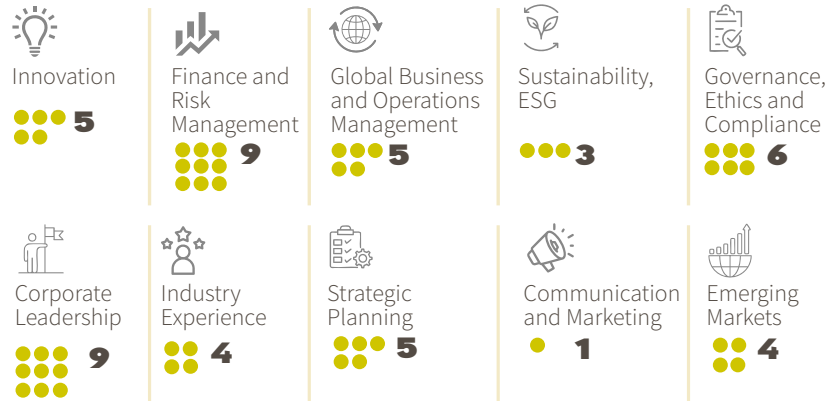 Innovation
5
Finance and
Risk
Management
9
Global Business
and Operations
Management
5
Sustainability,
ESG
3
Governance,
Ethics and
Compliance
6
Corporate
Leadership
9
Industry
Experience
4
Strategic
Planning
5
Communication
and Marketing
1
Emerging
Markets
4